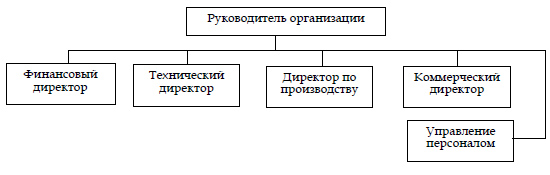 Руководитель организации
Финансовый
директор
Технический
директор
Директор по
производству
Коммерческий
директор
Управление
персоналом